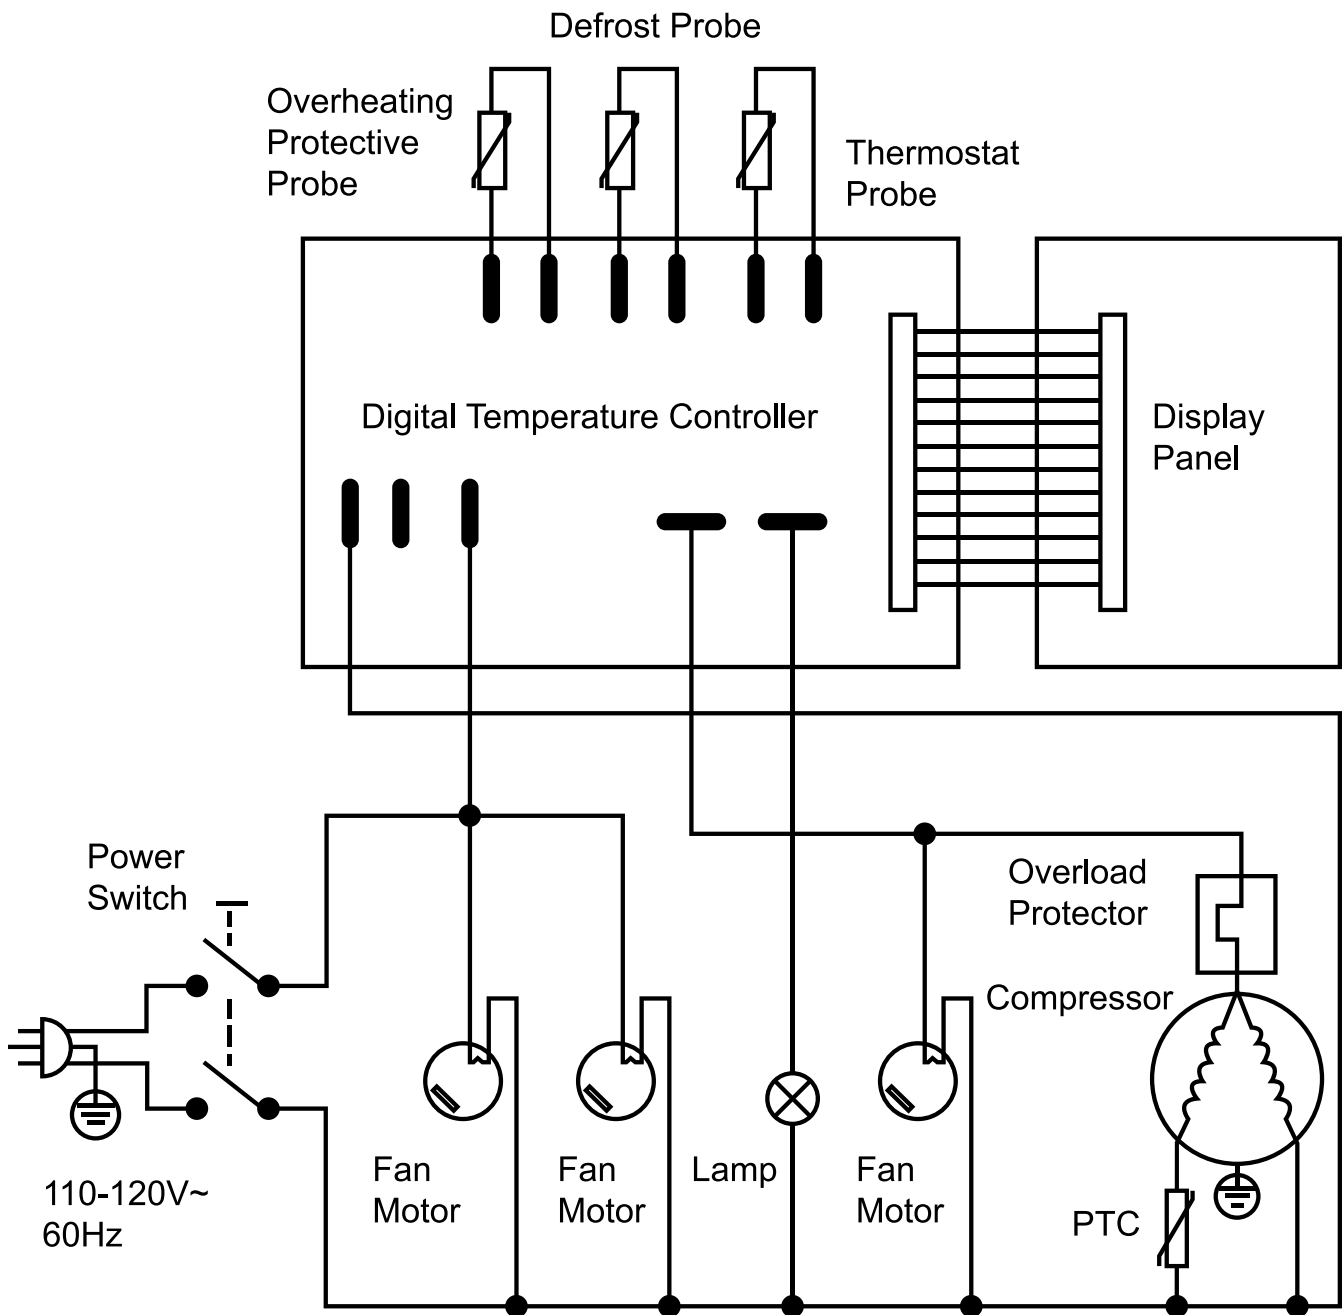 Defrost Probe
Overheating
Protective
Probe
Thermostat
Probe
Digital Temperature Controller
Display
Panel
Power
Switch
Overload
Protector
Compressor
Fan
Motor
Fan
Motor
Lamp
Fan
Motor
PTC
110-120V~
60Hz